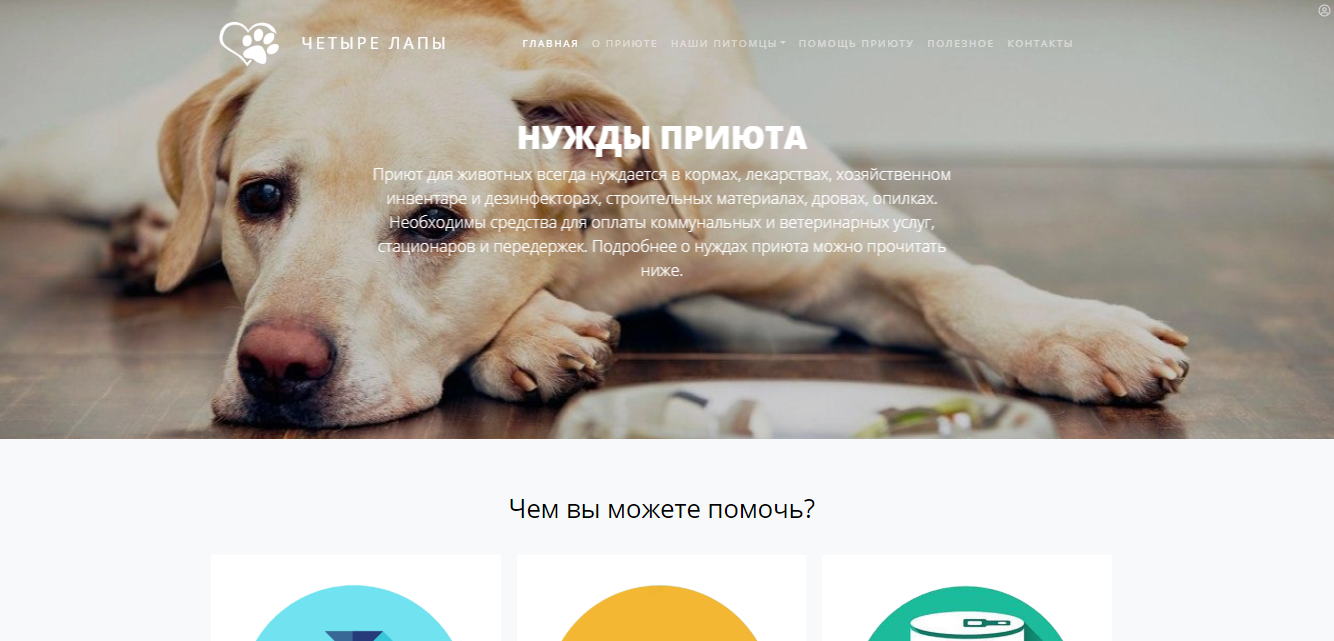 ЧЕТЫРЕ ЛАПЫ
ГЛАВНАЯ О ПРИЮТЕ НАШИ ПИТОМЦЫ ПОМОЩЬ ПРИЮТУ ПОЛЕЗНОЕ КОНТАКТЫ
НУЖДЫ ПРИЮТА
Приют для животных всегда нуждается в кормах, лекарствах, хозяйственном
инвентаре и дезинфекторах, строительных материалах, дровах, опилках.
Необходимы средства для оплаты коммунальных и ветеринарных услуг,
стационаров и передержек. Подробнее о нуждах приюта можно прочитать
ниже.
Чем вы можете помочь?